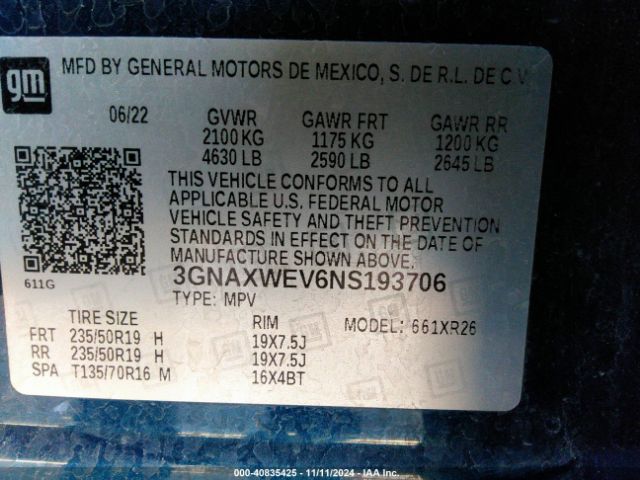 gm MFD BY GENERAL MOTORS DE MEXICO, S. DE R.L. DE C.V.
06/22 GVWR GAWR FRT GAWR RR
2100 KG 1175 KG 1200 KG
4630 LB 2590 LB 2645 LB
THIS VEHICLE CONFORMS TO ALL
APPLICABLE U.S. FEDERAL MOTOR
VEHICLE SAFETY AND THEFT PREVENTION
STANDARDS IN EFFECT ON THE DATE OF
MANUFACTURE SHOWN ABOVE.
611G 3GNAXWEV6NS193706
TYPE: MPV
TIRE SIZE RIM MODEL: 661XR26
FRT 235/50R19 H 19X7.5J
RR 235/50R19 H 19X7.5J
SPA T135/70R16 M 16X4BT
000-40835425 - 11/11/2024 - IAA Inc.